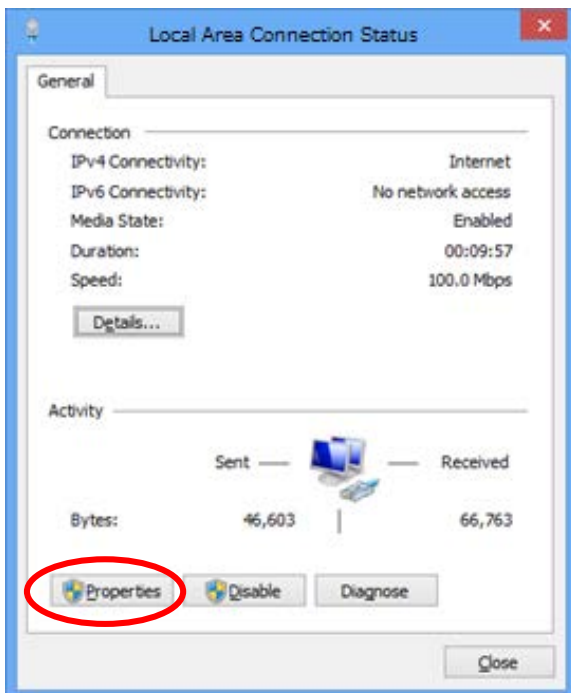 Local Area Connection Status
General
Connection
IPv4 Connectivity: Internet
IPv6 Connectivity: No network access
Media State: Enabled
Duration: 00:09:57
Speed: 100.0 Mbps
Details...
Activity
Sent Received
Bytes: 46,603 66,763
Properties Disable Diagnose
Close